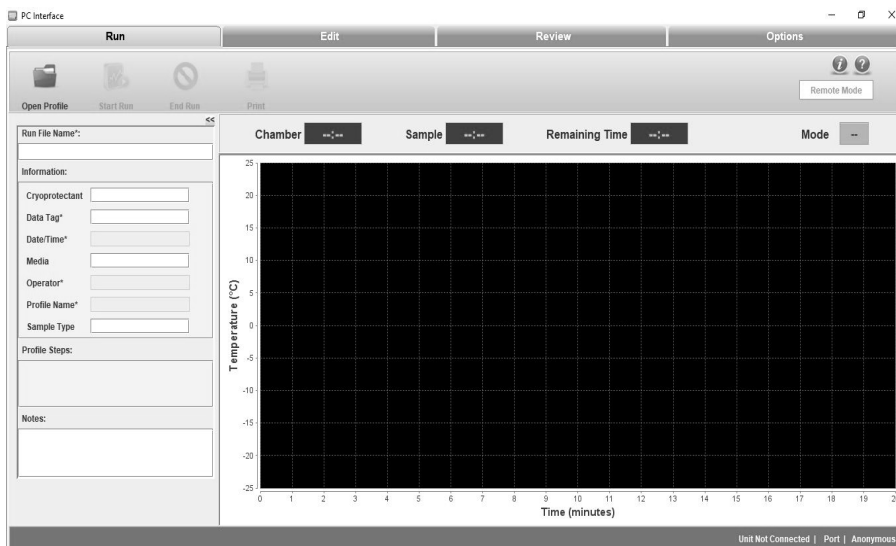 PC Interface
Run Edit Review Options
Open Profile Start Run End Run Print Remote Mode
<<
Run File Name*:
Information:
Cryoprotectant
Data Tag*
Date/Time*
Media
Operator*
Profile Name*
Sample Type
Profile Steps:
Notes:
Chamber --:-- Sample --:-- Remaining Time --:-- Mode --
25
20
15
10
5
0
-5
-10
-15
-20
-25
Temperature (°C)
0 1 2 3 4 5 6 7 8 9 10 11 12 13 14 15 16 17 18 19
Time (minutes)
Unit Not Connected | Port | Anonymous